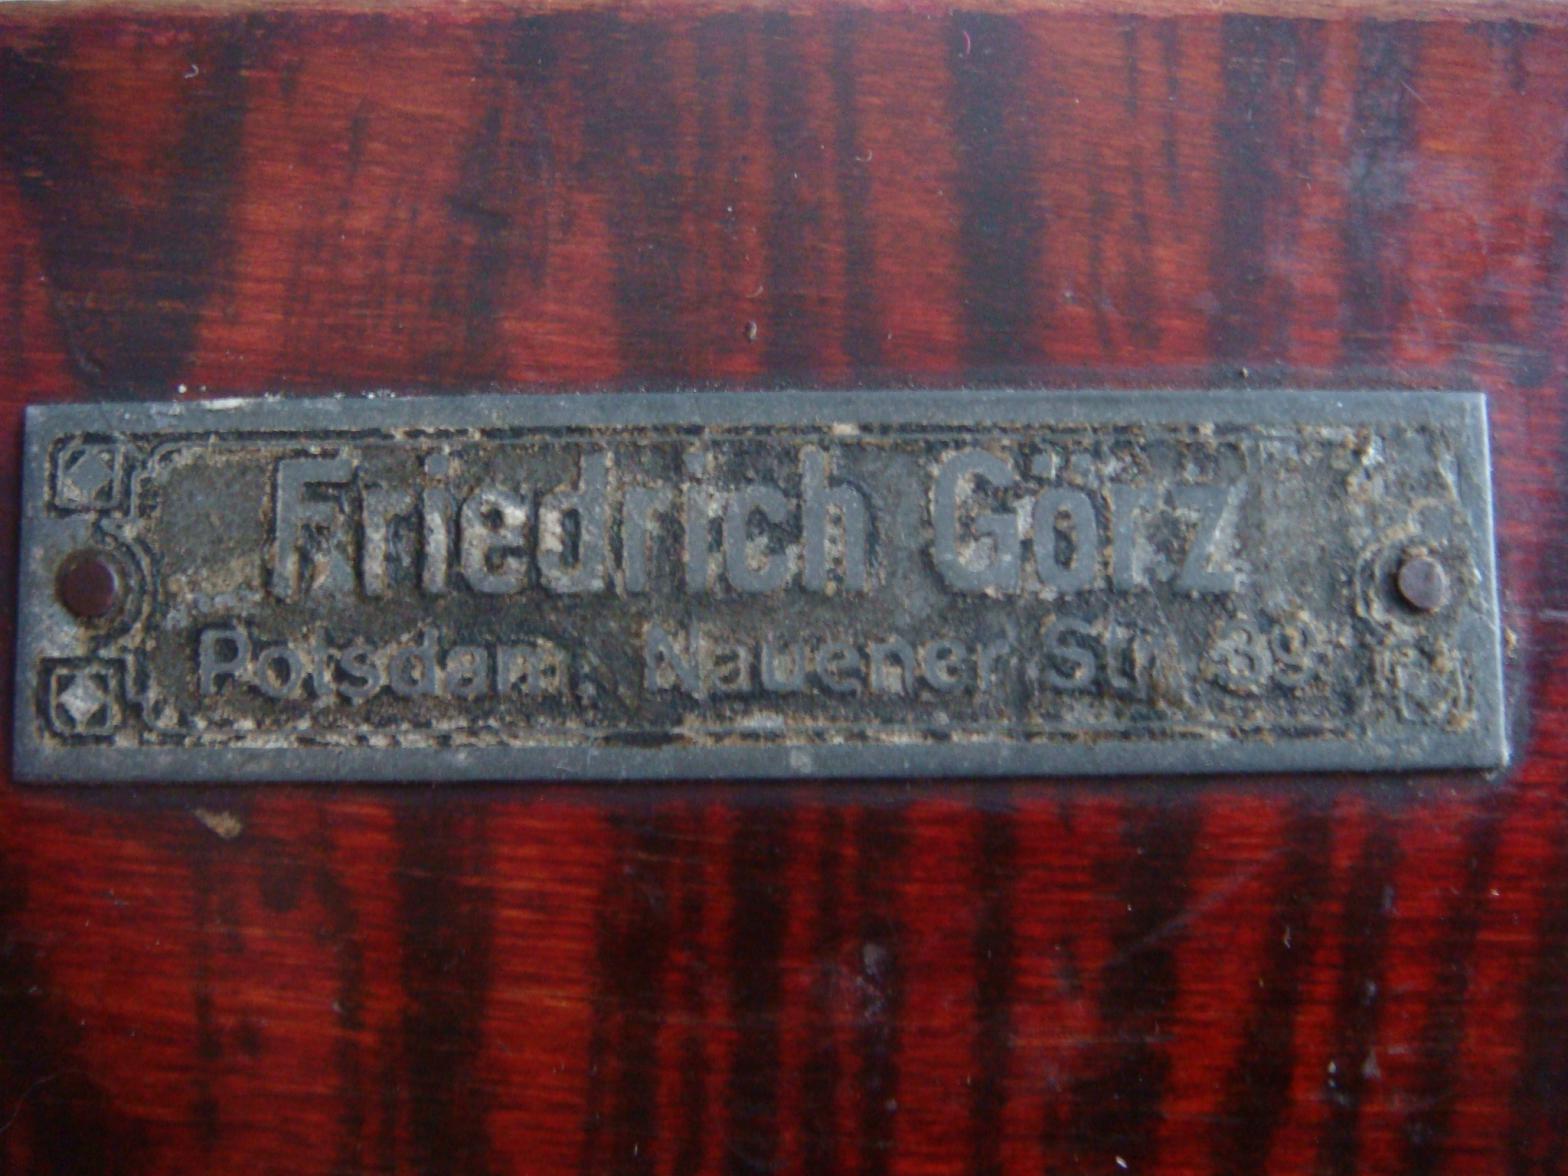 Friedrich Görz
Potsdam Nauener Str. 39